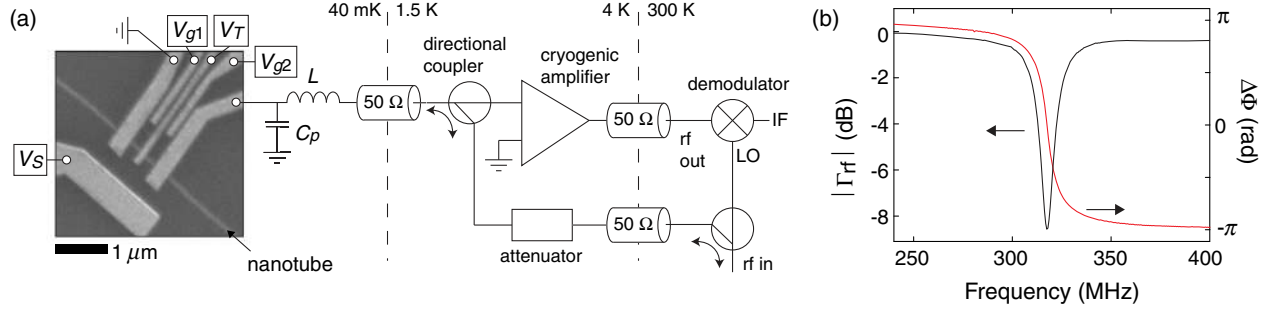 (a)
40 mK
1.5 K
4 K
300 K
V_g1
V_T
V_g2
directional
coupler
cryogenic
amplifier
demodulator
L
50 Ω
50 Ω
IF
C_p
rf
out
LO
V_S
50 Ω
1 μm
nanotube
attenuator
rf in
(b)
0
-2
-4
-6
-8
|Γrf| (dB)
π
0
-π
ΔΦ (rad)
250
300
350
400
Frequency (MHz)